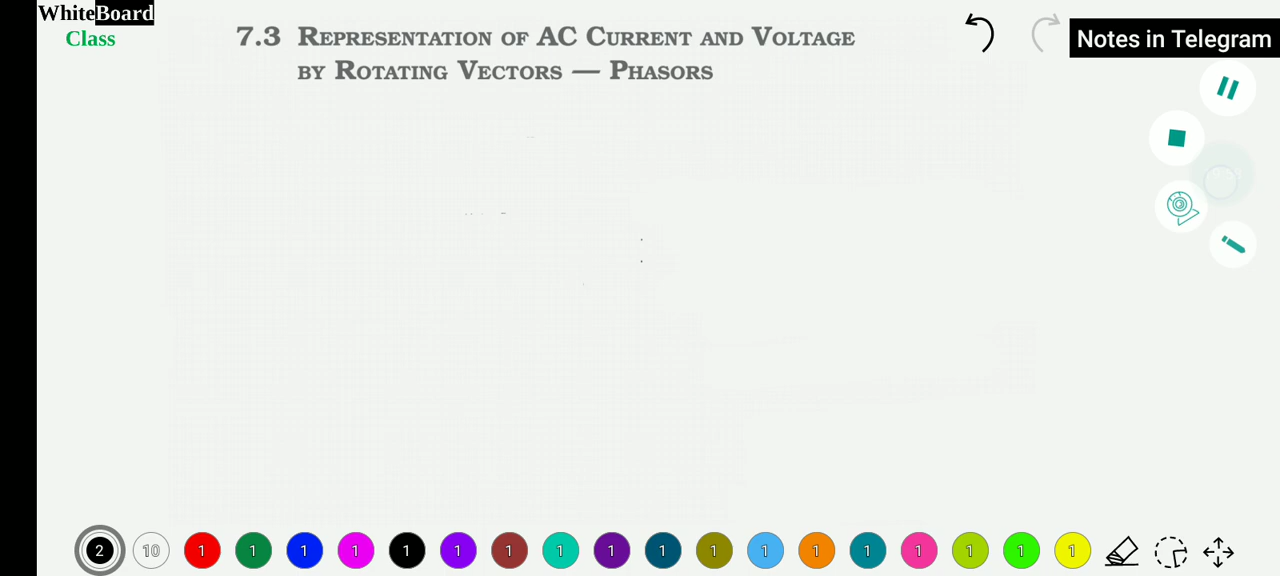 WhiteBoard
Class
7.3 Representation of AC Current and Voltage
by Rotating Vectors — Phasors
Notes in Telegram
2 10 1 1 1 1 1 1 1 1 1 1 1 1 1 1 1 1 1 1